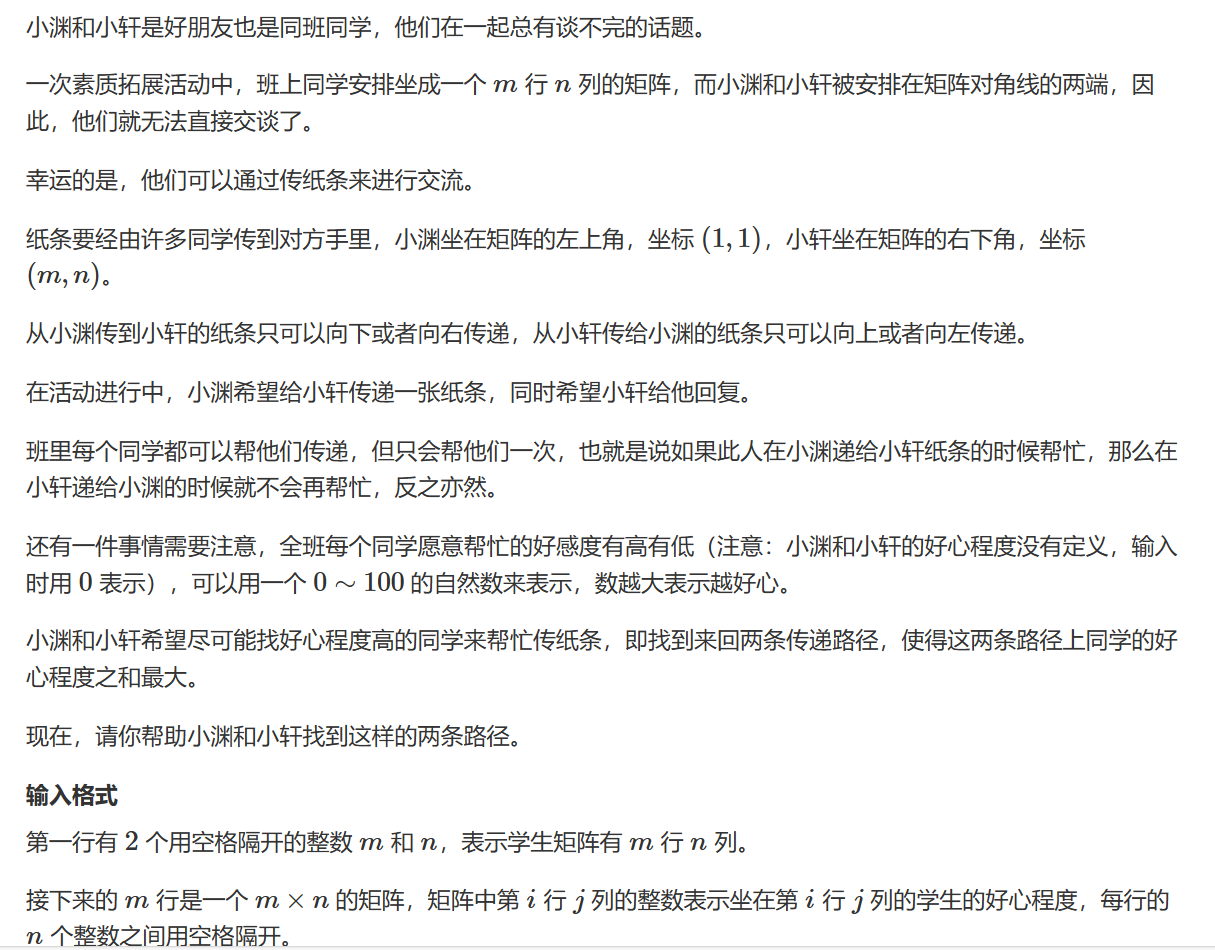 小渊和小轩是好朋友也是同班同学，他们在一起总有谈不完的话题。
一次素质拓展活动中，班上同学安排坐成一个 m 行 n 列的矩阵，而小渊和小轩被安排在矩阵对角线的两端，因
此，他们就无法直接交谈了。
幸运的是，他们可以通过传纸条来进行交流。
纸条要经由许多同学传到对方手里，小渊坐在矩阵的左上角，坐标 (1, 1)，小轩坐在矩阵的右下角，坐标
(m, n)。
从小渊传到小轩的纸条只可以向下或者向右传递，从小轩传给小渊的纸条只可以向上或者向左传递。
在活动进行中，小渊希望给小轩传递一张纸条，同时希望小轩给他回复。
班里每个同学都可以帮他们传递，但只会帮他们一次，也就是说如果此人在小渊递给小轩纸条的时候帮忙，那么在
小轩递给小渊的时候就不会再帮忙，反之亦然。
还有一件事情需要注意，全班每个同学愿意帮忙的好感度有高有低（注意：小渊和小轩的好心程度没有定义，输入
时用 0 表示），可以用一个 0 ∼ 100 的自然数来表示，数越大表示越好心。
小渊和小轩希望尽可能找好心程度高的同学来帮忙传纸条，即找到来回两条传递路径，使得这两条路径上同学的好
心程度之和最大。
现在，请你帮助小渊和小轩找到这样的两条路径。
输入格式
第一行有 2 个用空格隔开的整数 m 和 n，表示学生矩阵有 m 行 n 列。
接下来的 m 行是一个 m × n 的矩阵，矩阵中第 i 行 j 列的整数表示坐在第 i 行 j 列的学生的好心程度，每行的
n 个整数之间用空格隔开。